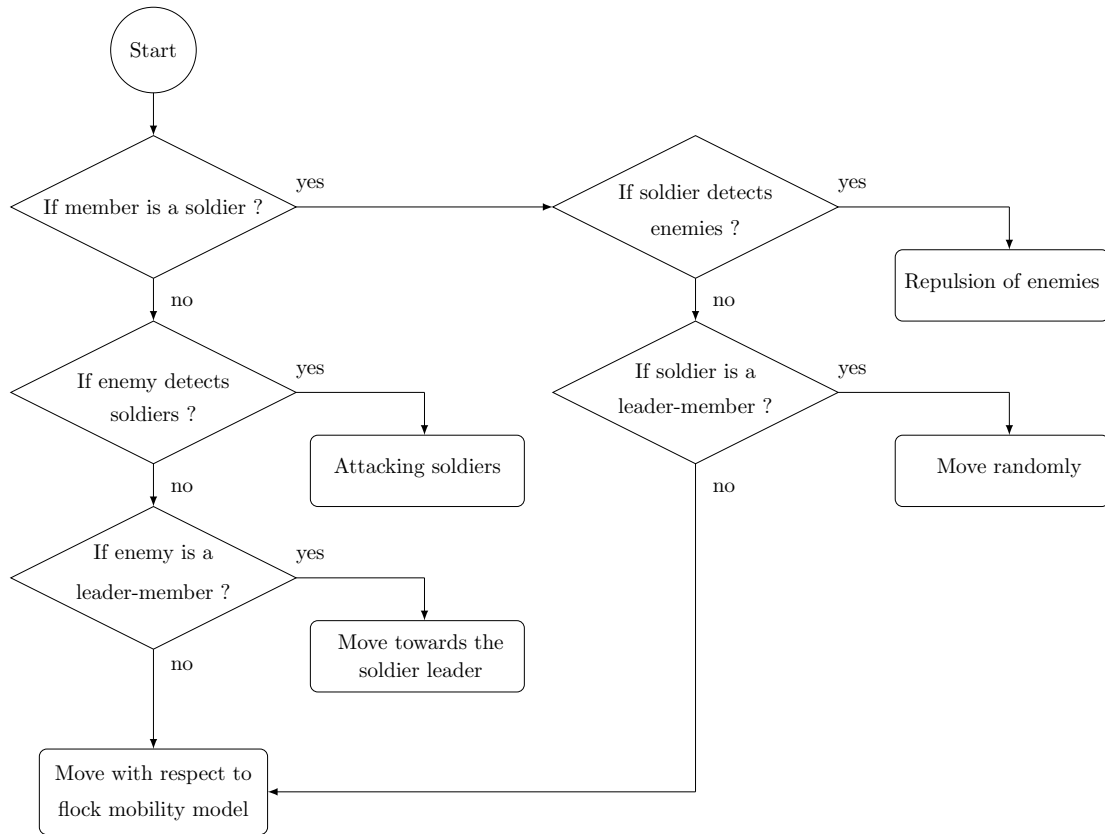 Start
If member is a soldier ?
yes
no
If soldier detects
enemies ?
yes
no
Repulsion of enemies
If enemy detects
soldiers ?
yes
no
Attacking soldiers
If soldier is a
leader-member ?
yes
no
Move randomly
If enemy is a
leader-member ?
yes
no
Move towards the
soldier leader
Move with respect to
flock mobility model